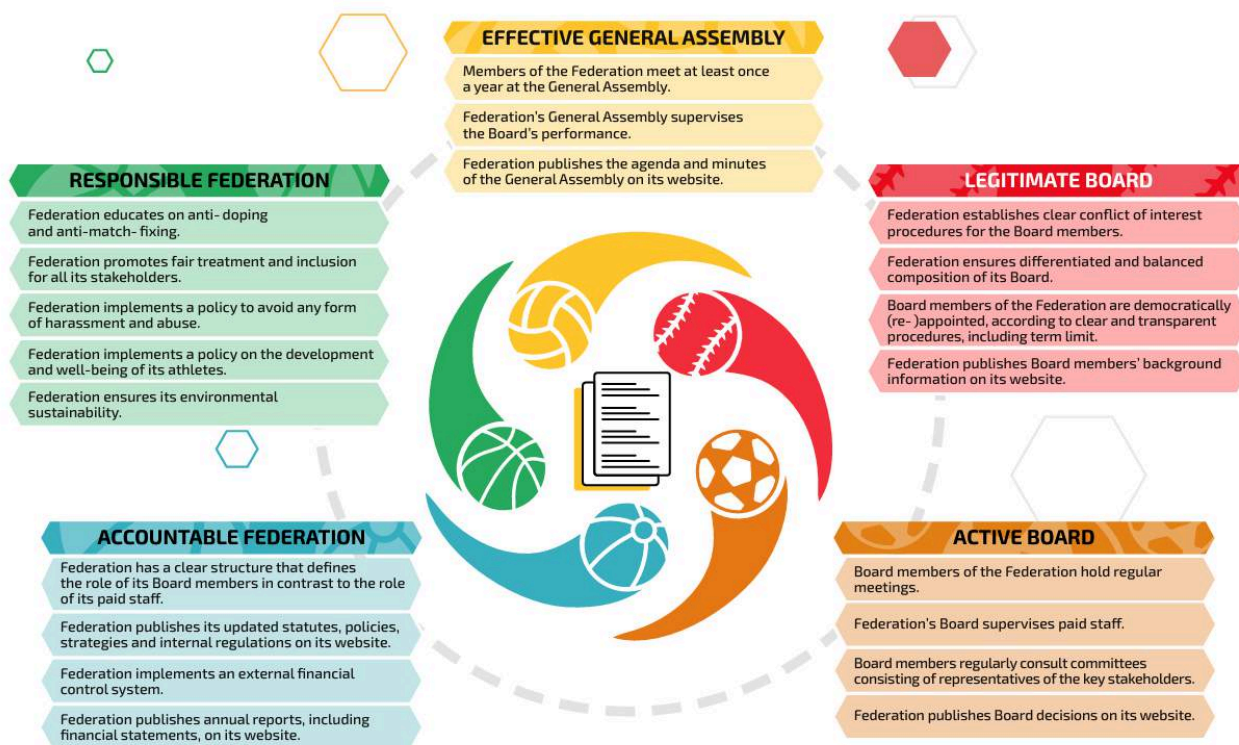 EFFECTIVE GENERAL ASSEMBLY
Members of the Federation meet at least once
a year at the General Assembly.
Federation's General Assembly supervises
the Board's performance.
Federation publishes the agenda and minutes
of the General Assembly on its website.
RESPONSIBLE FEDERATION
Federation educates on anti- doping
and anti-match- fixing.
Federation promotes fair treatment and inclusion
for all its stakeholders.
Federation implements a policy to avoid any form
of harassment and abuse.
Federation implements a policy on the development
and well-being of its athletes.
Federation ensures its environmental
sustainability.
LEGITIMATE BOARD
Federation establishes clear conflict of interest
procedures for the Board members.
Federation ensures differentiated and balanced
composition of its Board.
Board members of the Federation are democratically
(re- )appointed, according to clear and transparent
procedures, including term limit.
Federation publishes Board members' background
information on its website.
ACCOUNTABLE FEDERATION
Federation has a clear structure that defines
the role of its Board members in contrast to the role
of its paid staff.
Federation publishes its updated statutes, policies,
strategies and internal regulations on its website.
Federation implements an external financial
control system.
Federation publishes annual reports, including
financial statements, on its website.
ACTIVE BOARD
Board members of the Federation hold regular
meetings.
Federation's Board supervises paid staff.
Board members regularly consult committees
consisting of representatives of the key stakeholders.
Federation publishes Board decisions on its website.